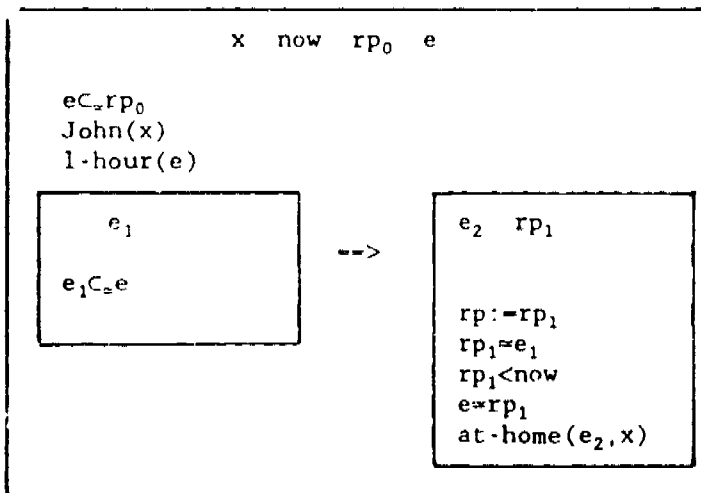 x now rp₀ e
e⊂≃rp₀
John(x)
1-hour(e)
e₁
e₁⊂≃e
-->
e₂ rp₁
rp:=rp₁
rp₁≃e₁
rp₁<now
e≃rp₁
at-home(e₂,x)